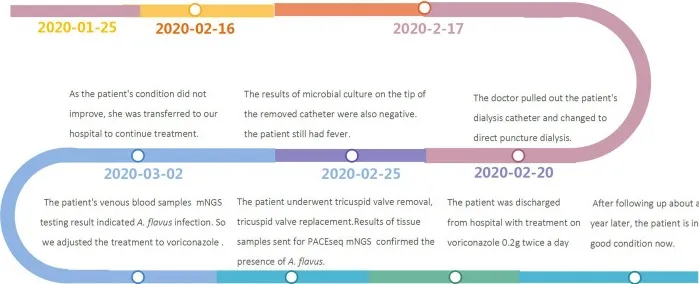 2020-01-25 2020-02-16 2020-2-17
As the patient's condition did not
improve, she was transferred to our
hospital to continue treatment.
The results of microbial culture on the tip of
the removed catheter were also negative.
the patient still had fever.
The doctor pulled out the patient's
dialysis catheter and changed to
direct puncture dialysis.
2020-03-02 2020-02-25 2020-02-20
The patient's venous blood samples mNGS
testing result indicated A. flavus infection. So
we adjusted the treatment to voriconazole .
The patient underwent tricuspid valve removal,
tricuspid valve replacement.Results of tissue
samples sent for PACEseq mNGS confirmed the
presence of A. flavus.
The patient was discharged
from hospital with treatment on
voriconazole 0.2g twice a day
After following up about a
year later, the patient is in
good condition now.